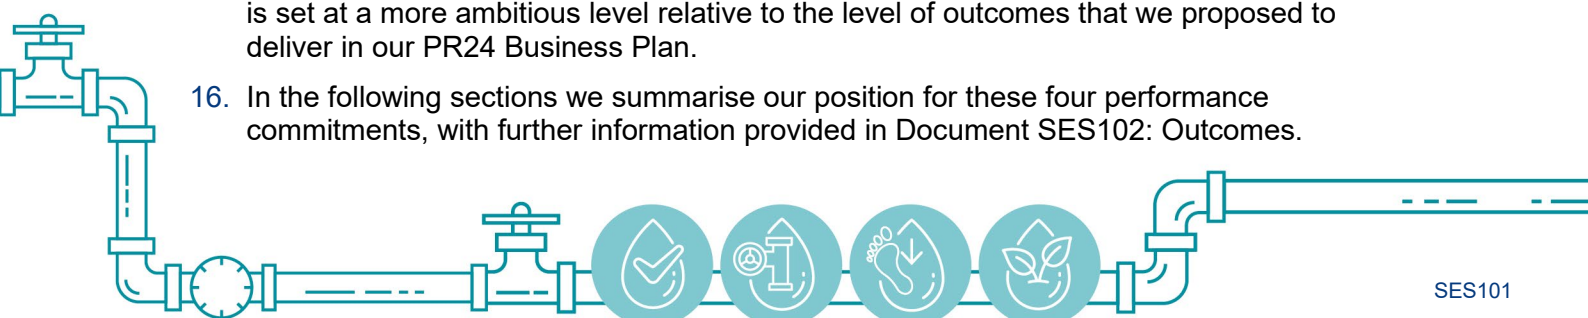 is set at a more ambitious level relative to the level of outcomes that we proposed to
deliver in our PR24 Business Plan.
16. In the following sections we summarise our position for these four performance
commitments, with further information provided in Document SES102: Outcomes.
SES101